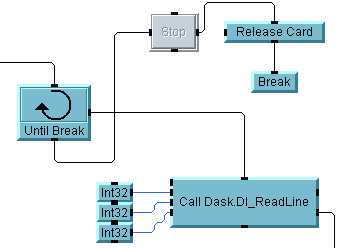 Stop
Release Card
Break
Until Break
Int32
Int32
Int32
Call Dask.DI_ReadLine